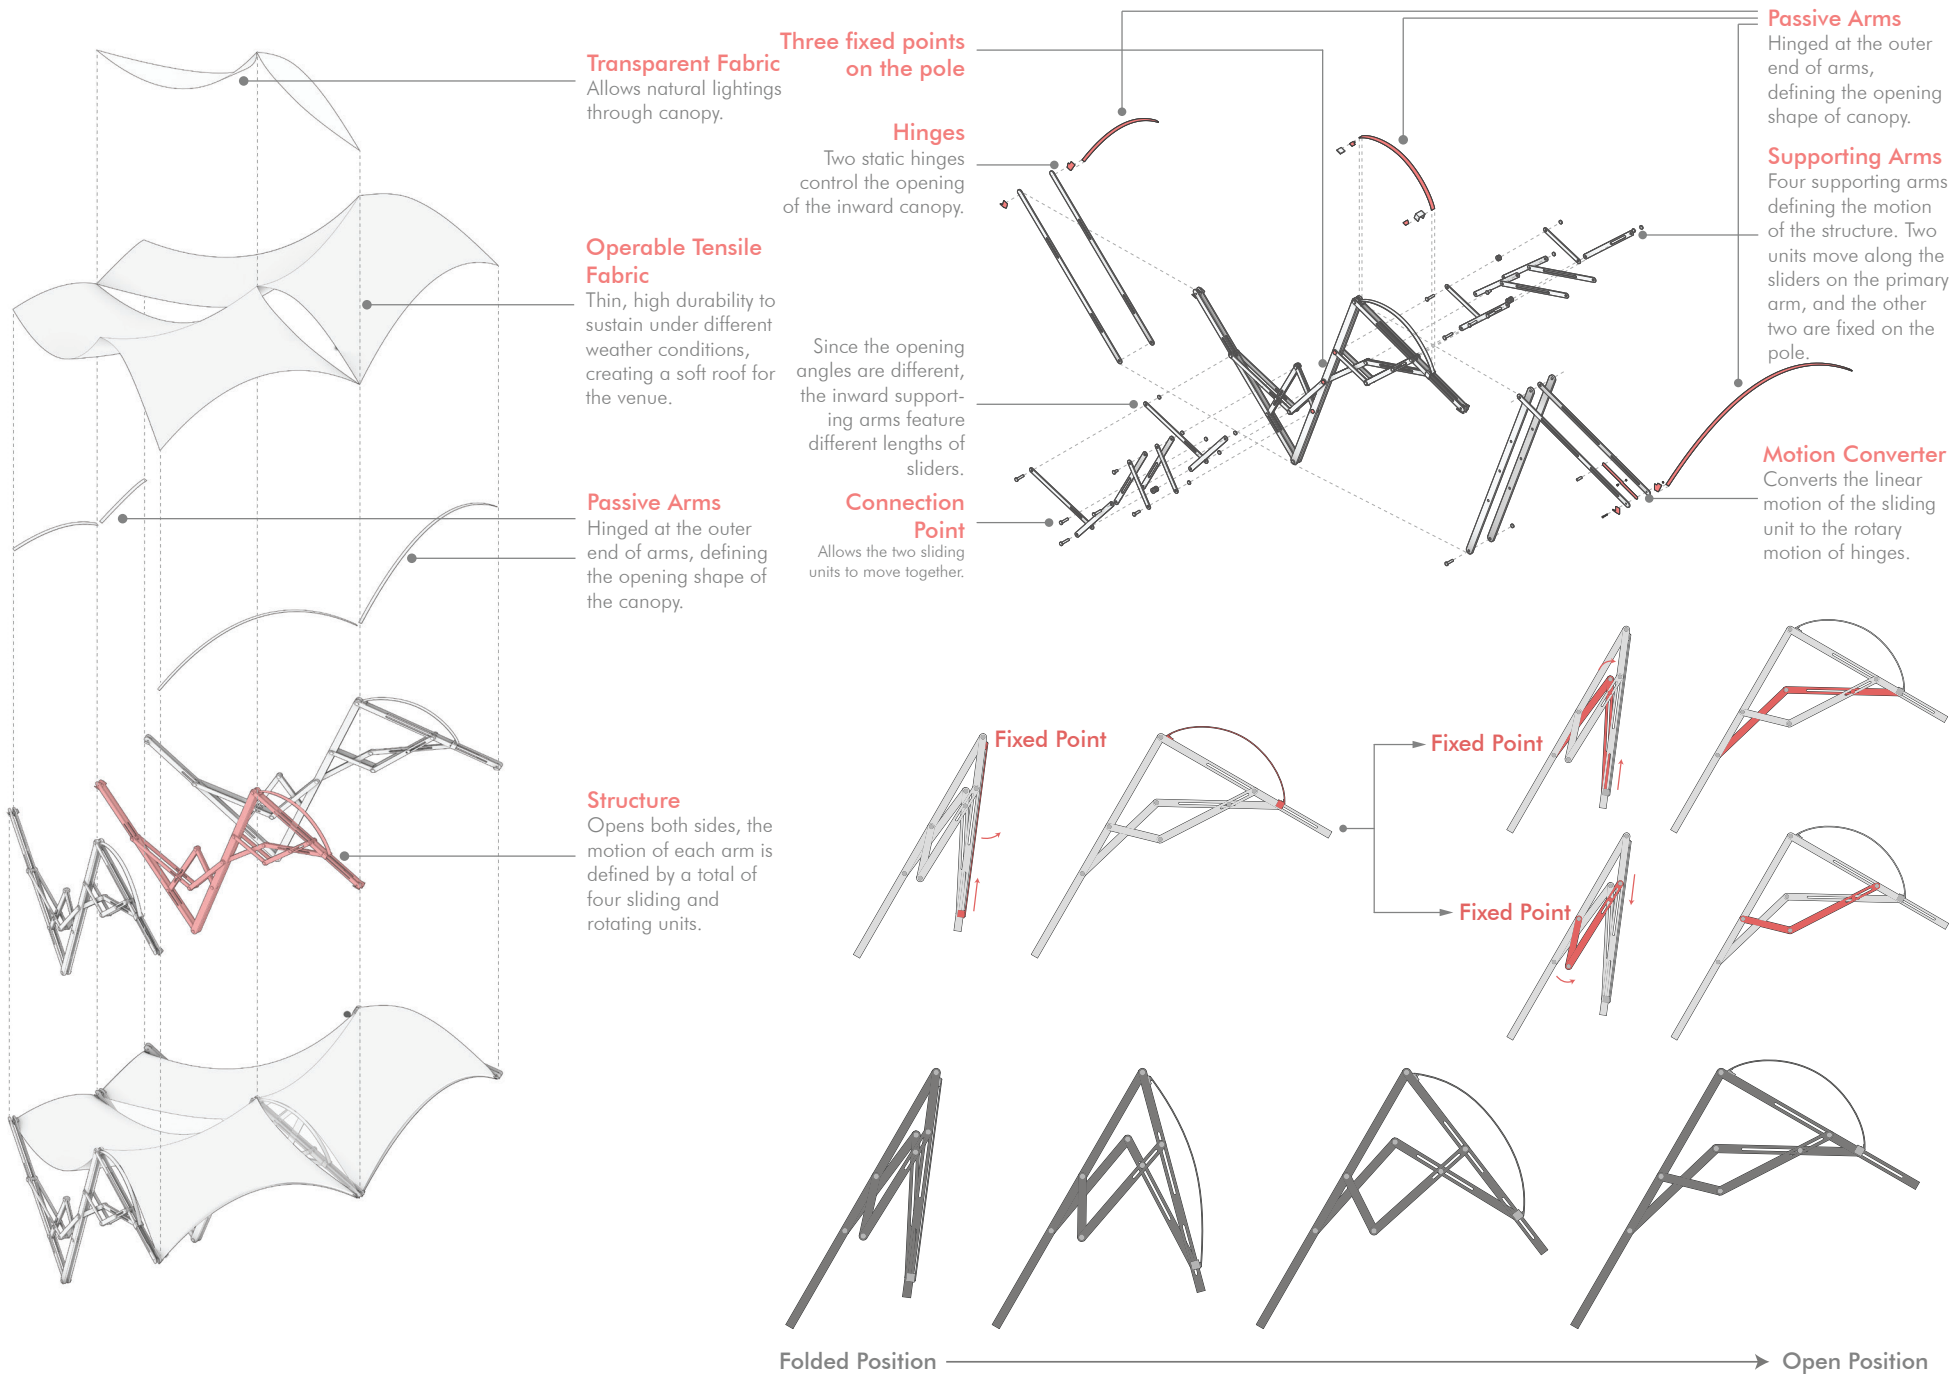 Transparent Fabric
Allows natural lightings
through canopy.
Operable Tensile
Fabric
Thin, high durability to
sustain under different
weather conditions,
creating a soft roof for
the venue.
Passive Arms
Hinged at the outer
end of arms, defining
the opening shape of
the canopy.
Structure
Opens both sides, the
motion of each arm is
defined by a total of
four sliding and
rotating units.
Three fixed points
on the pole
Hinges
Two static hinges
control the opening
of the inward canopy.
Since the opening
angles are different,
the inward support-
ing arms feature
different lengths of
sliders.
Connection
Point
Allows the two sliding
units to move together.
Passive Arms
Hinged at the outer
end of arms,
defining the opening
shape of canopy.
Supporting Arms
Four supporting arms
defining the motion
of the structure. Two
units move along the
sliders on the primary
arm, and the other
two are fixed on the
pole.
Motion Converter
Converts the linear
motion of the sliding
unit to the rotary
motion of hinges.
Fixed Point
Fixed Point
Fixed Point
Folded Position
Open Position